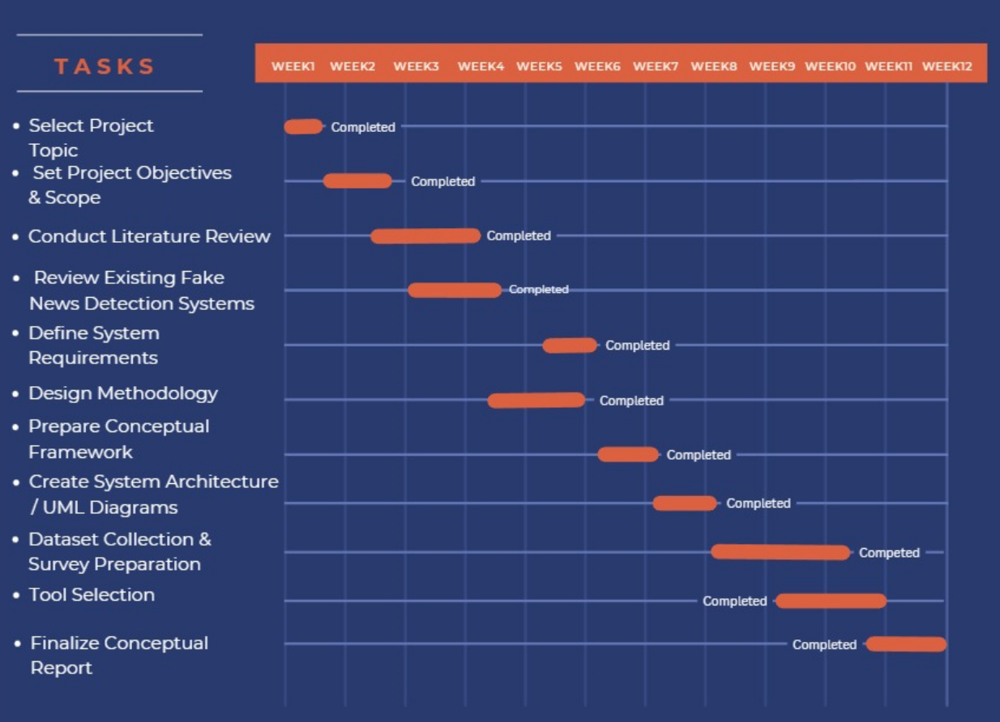 TASKS
WEEK1 WEEK2 WEEK3 WEEK4 WEEK5 WEEK6 WEEK7 WEEK8 WEEK9 WEEK10 WEEK11 WEEK12
• Select Project
Topic
Completed
• Set Project Objectives
& Scope
Completed
• Conduct Literature Review
Completed
• Review Existing Fake
News Detection Systems
Completed
• Define System
Requirements
Completed
• Design Methodology
Completed
• Prepare Conceptual
Framework
Completed
• Create System Architecture
/ UML Diagrams
Completed
• Dataset Collection &
Survey Preparation
Competed
• Tool Selection
Completed
• Finalize Conceptual
Report
Completed